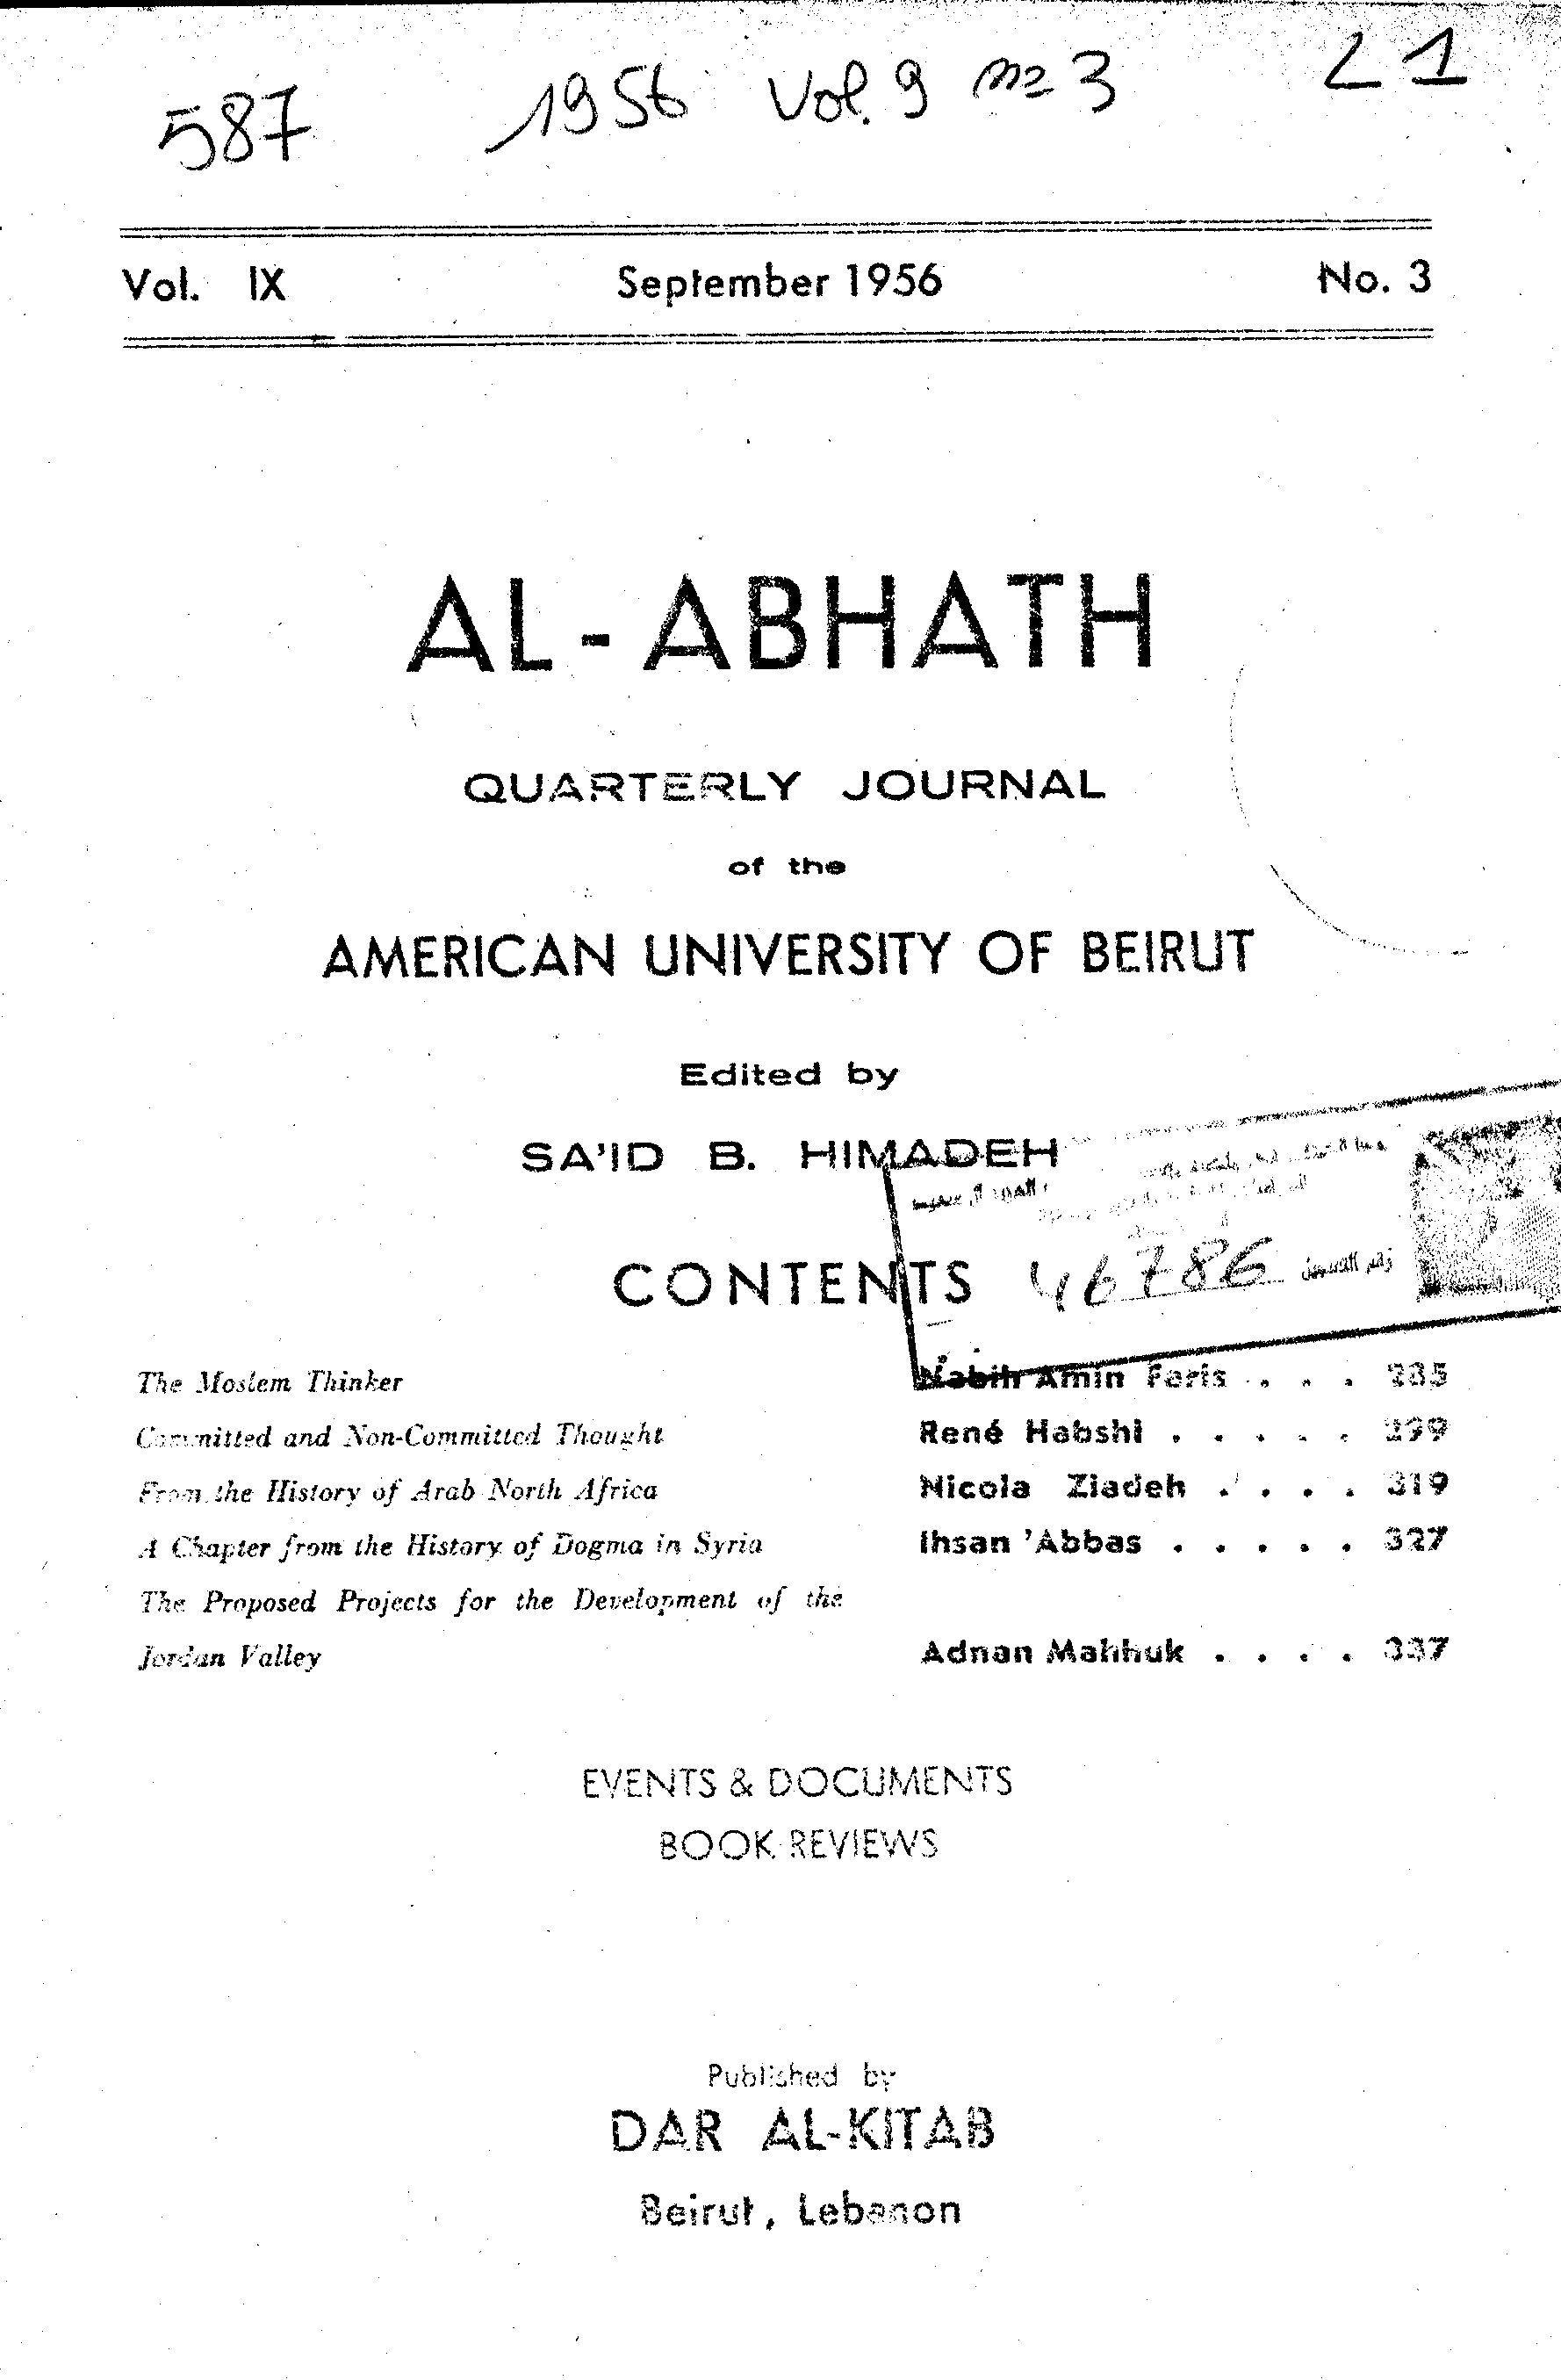 587 1956 Vol. 9 nº 3 L 1
Vol. IX September 1956 No. 3
AL-ABHATH
QUARTERLY JOURNAL
of the
AMERICAN UNIVERSITY OF BEIRUT
Edited by
SA'ID B. HIMADEH
CONTENTS
46786 رقم التسجيل
The Moslem Thinker Nabih Amin Faris . . . 285
Committed and Non-Committed Thought René Habshi . . . . . 299
From the History of Arab North Africa Nicola Ziadeh . . . . 319
A Chapter from the History of Dogma in Syria Ihsan 'Abbas . . . . . 327
The Proposed Projects for the Development of the
Jordan Valley Adnan Mahhuk . . . . 337
EVENTS & DOCUMENTS
BOOK REVIEWS
Published by
DAR AL-KITAB
Beirut, Lebanon